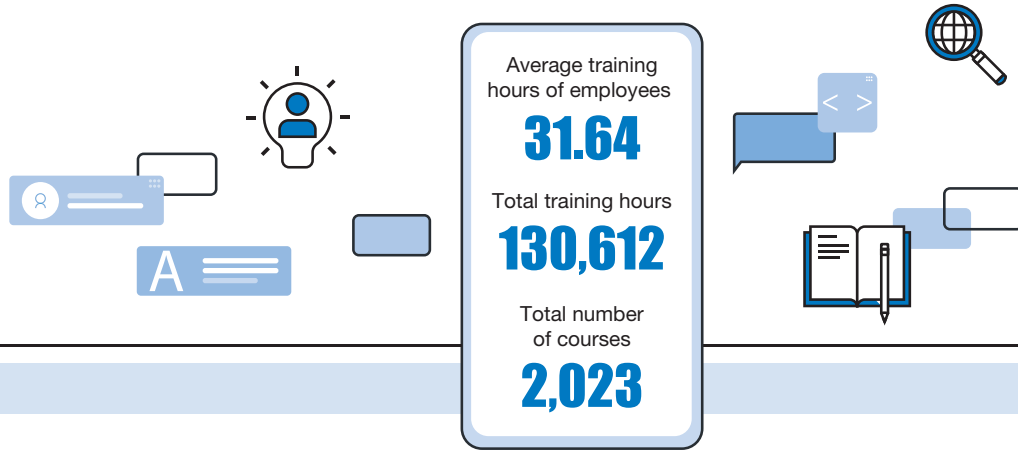 Average training
hours of employees
31.64
Total training hours
130,612
Total number
of courses
2,023
< >
A